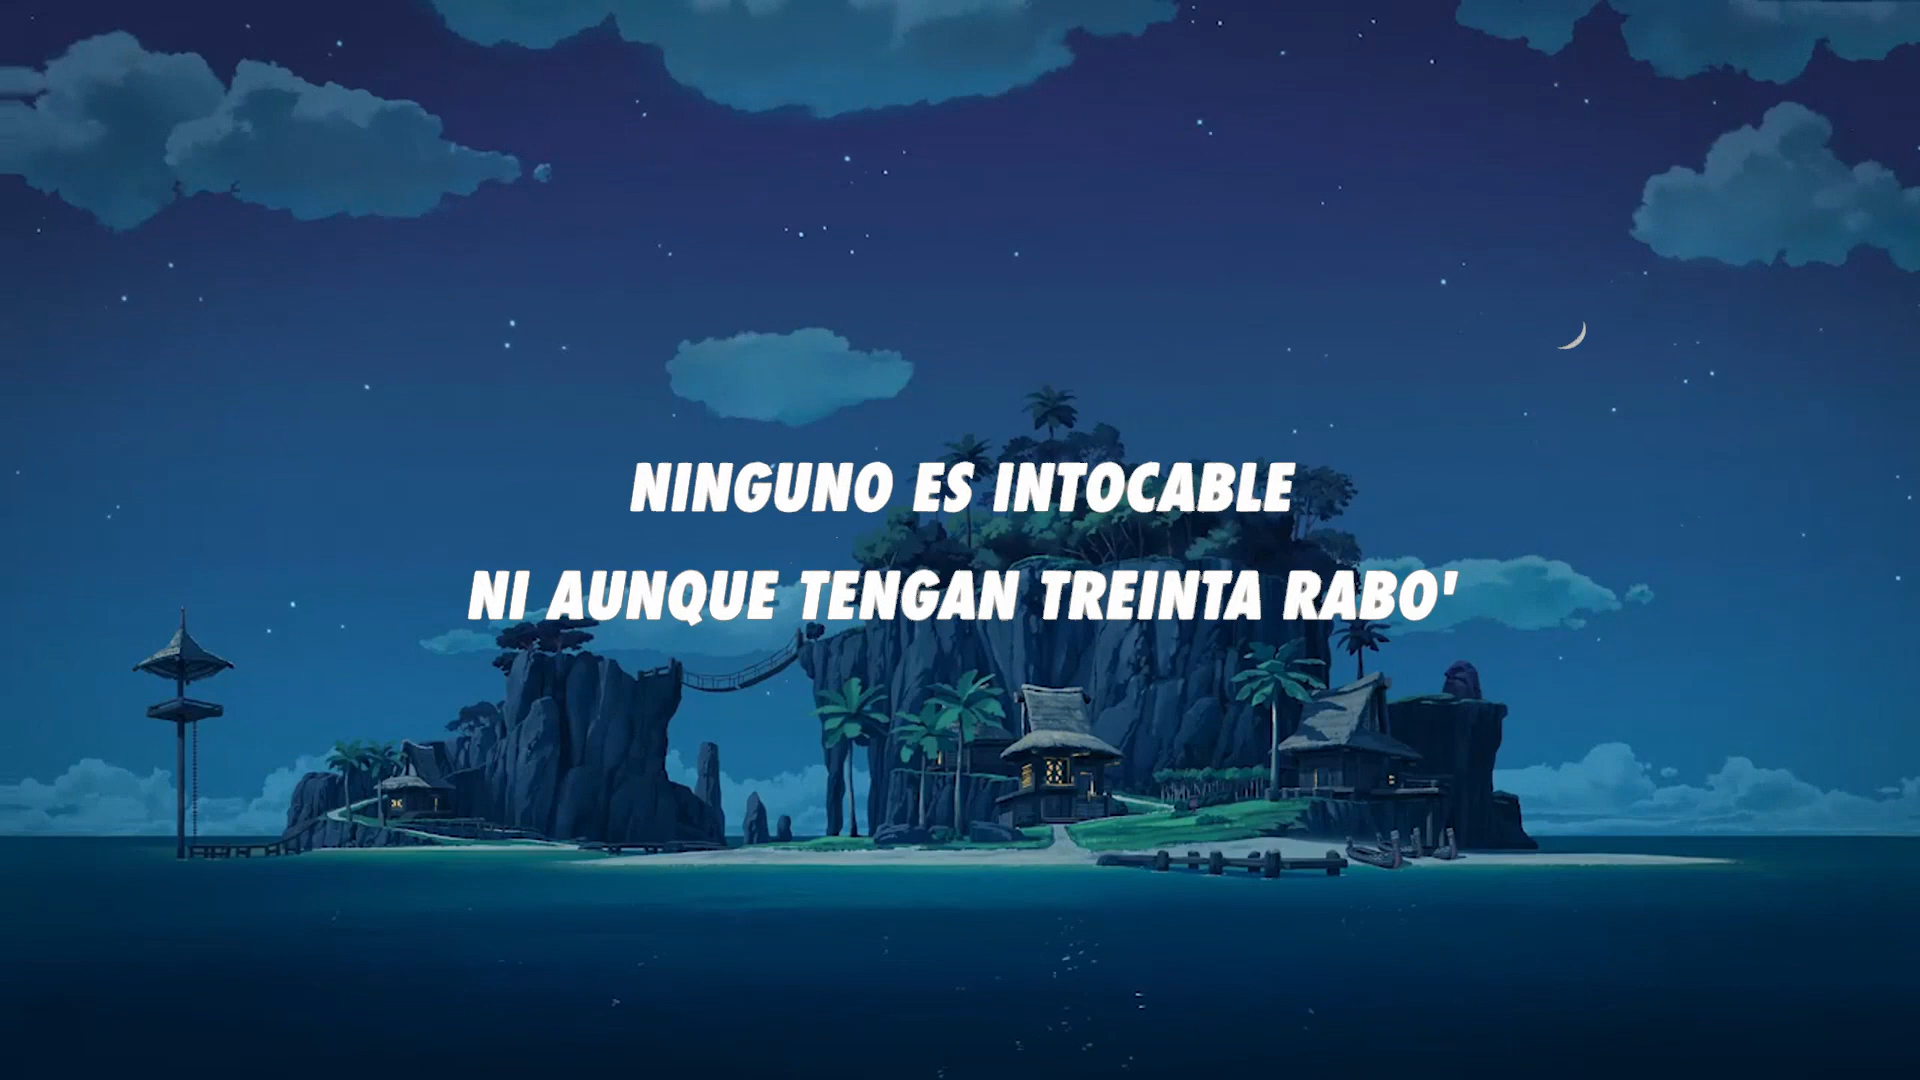 NINGUNO ES INTOCABLE
NI AUNQUE TENGAN TREINTA RABO'